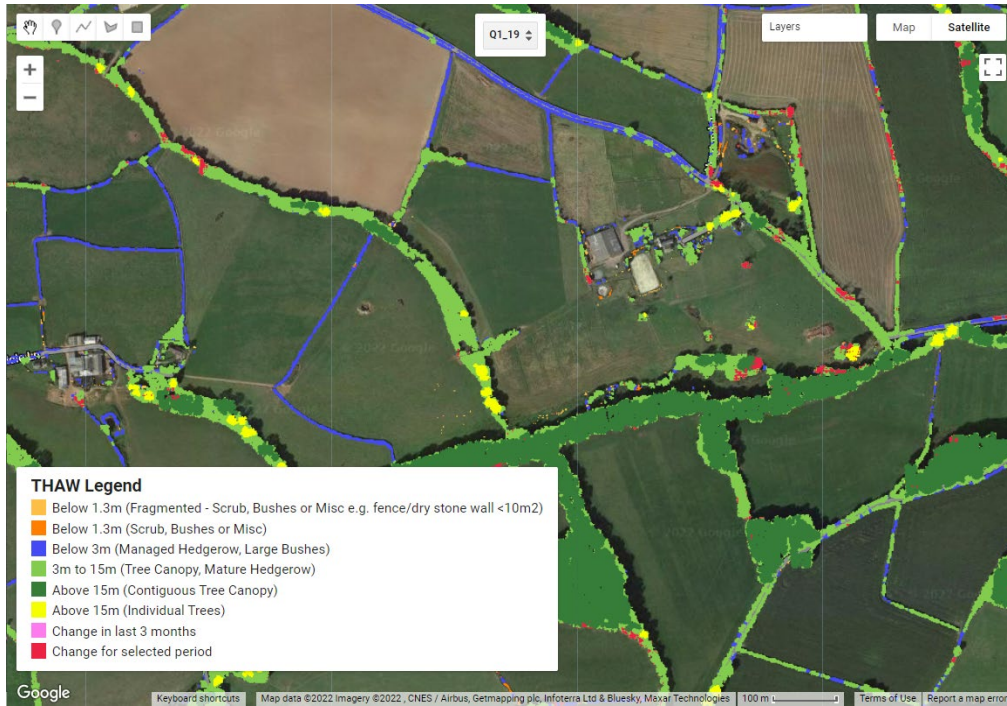 Q1_19
Layers
Map
Satellite
+
−
2022 Google
THAW Legend
Below 1.3m (Fragmented - Scrub, Bushes or Misc e.g. fence/dry stone wall <10m2)
Below 1.3m (Scrub, Bushes or Misc)
Below 3m (Managed Hedgerow, Large Bushes)
3m to 15m (Tree Canopy, Mature Hedgerow)
Above 15m (Contiguous Tree Canopy)
Above 15m (Individual Trees)
Change in last 3 months
Change for selected period
Google
Keyboard shortcuts
Map data ©2022 Imagery ©2022 , CNES / Airbus, Getmapping plc, Infoterra Ltd & Bluesky, Maxar Technologies
100 m
Terms of Use
Report a map error